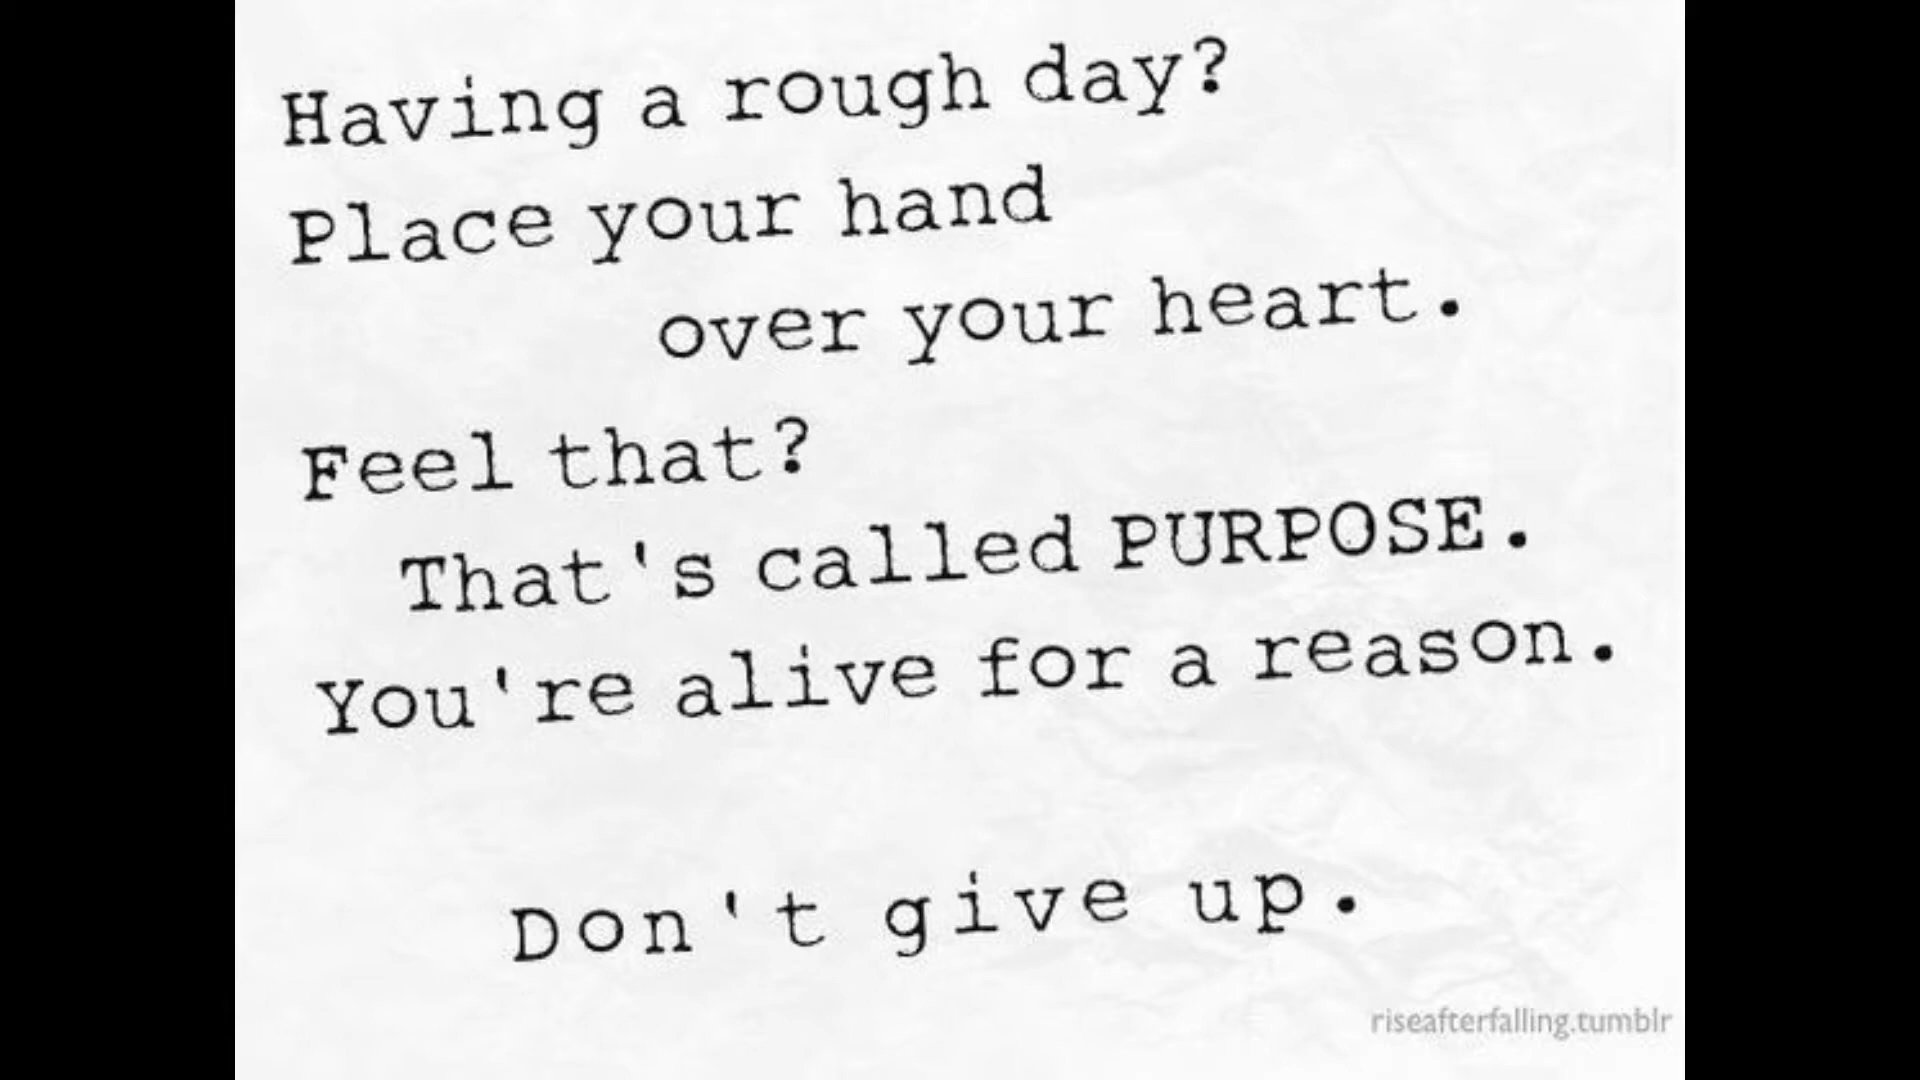 Having a rough day?
Place your hand
over your heart.
Feel that?
That's called PURPOSE.
You're alive for a reason.
Don't give up.
riseafterfalling.tumblr